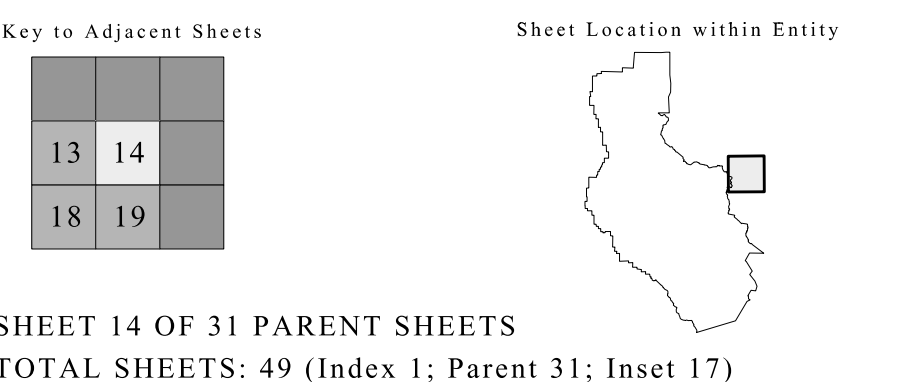 Key to Adjacent Sheets
Sheet Location within Entity
13 14
18 19
SHEET 14 OF 31 PARENT SHEETS
TOTAL SHEETS: 49 (Index 1; Parent 31; Inset 17)